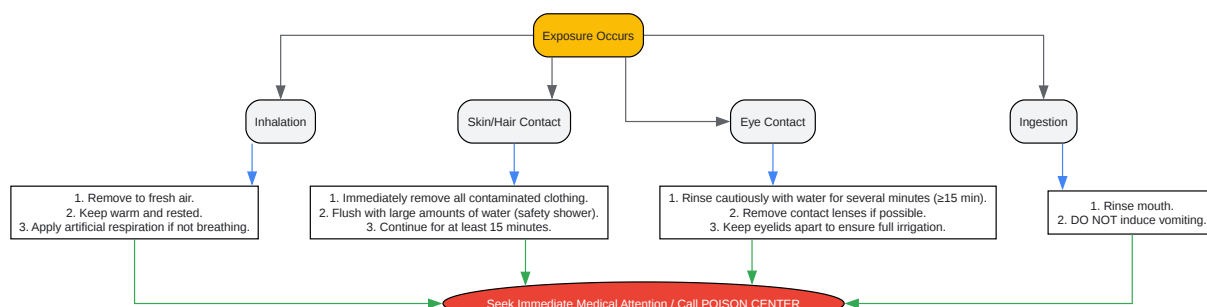 Exposure Occurs
Inhalation
Skin/Hair Contact
Eye Contact
Ingestion
1. Remove to fresh air.
2. Keep warm and rested.
3. Apply artificial respiration if not breathing.
1. Immediately remove all contaminated clothing.
2. Flush with large amounts of water (safety shower).
3. Continue for at least 15 minutes.
1. Rinse cautiously with water for several minutes (≥15 min).
2. Remove contact lenses if possible.
3. Keep eyelids apart to ensure full irrigation.
1. Rinse mouth.
2. DO NOT induce vomiting.
Seek Immediate Medical Attention / Call POISON CENTER